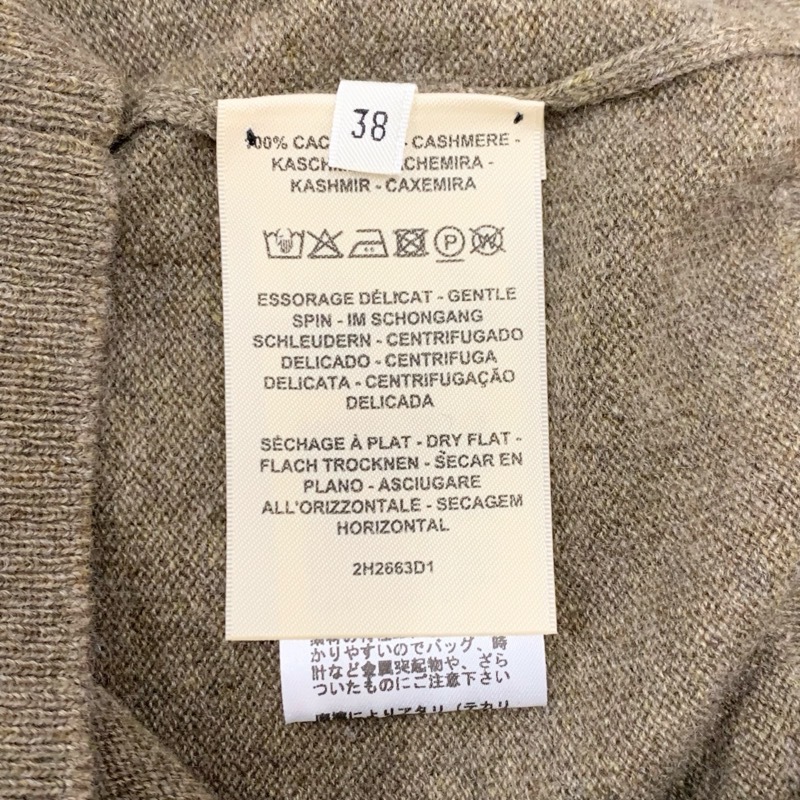 38
100% - CASHMERE -
-
KASHMIR - CAXEMIRA
P
ESSORAGE DÉLICAT - GENTLE
SPIN - IM SCHONGANG
SCHLEUDERN - CENTRIFUGADO
DELICADO - CENTRIFUGA
DELICATA - CENTRIFUGAÇÃO
DELICADA
SÉCHAGE À PLAT - DRY FLAT -
FLACH TROCKNEN - SECAR EN
PLANO - ASCIUGARE
ALL'ORIZZONTALE - SECAGEM
HORIZONTAL
2H2663D1
かりやすいのでバッグ、時
計など金属突起物や、ざら
ついたものにご注意下さい